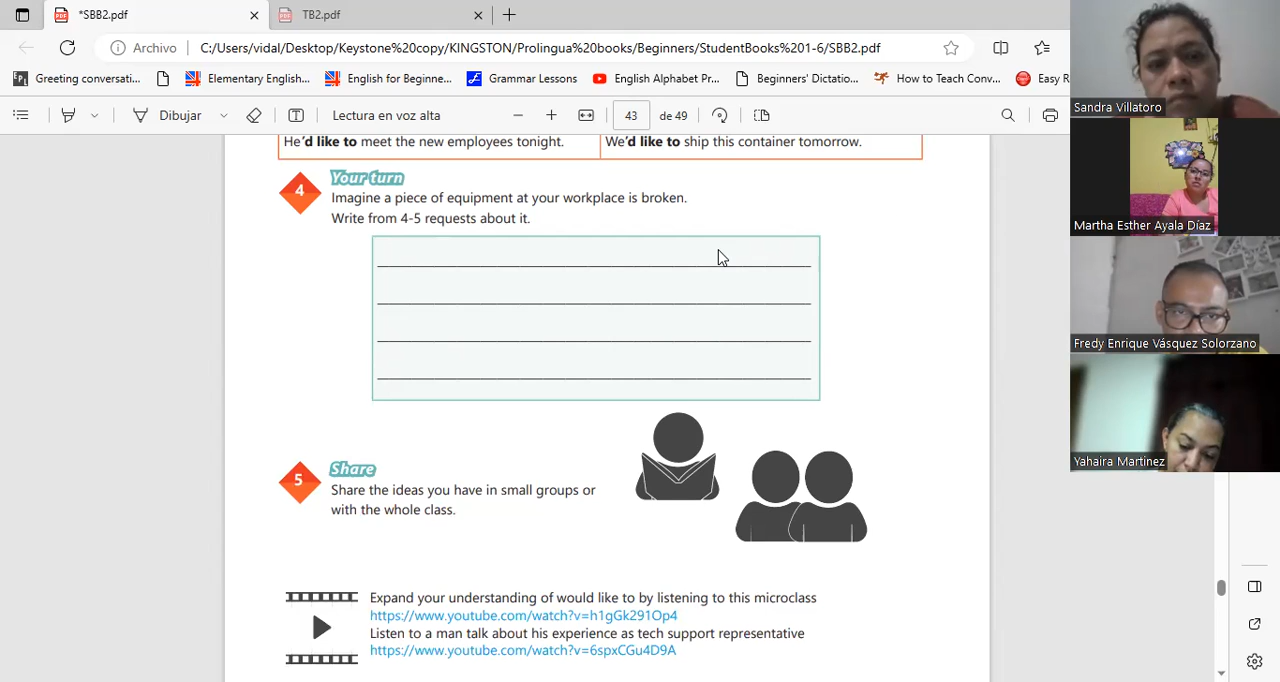 *SBB2.pdf
TB2.pdf
Archivo
C:/Users/vidal/Desktop/Keystone%20copy/KINGSTON/Prolingua%20books/Beginners/StudentBooks%201-6/SBB2.pdf
Greeting conversati...
Elementary English...
English for Beginne...
Grammar Lessons
English Alphabet Pr...
Beginners' Dictatio...
How to Teach Conv...
Easy R
Dibujar
Lectura en voz alta
43
de 49
He'd like to meet the new employees tonight.
We'd like to ship this container tomorrow.
4
Your turn
Imagine a piece of equipment at your workplace is broken.
Write from 4-5 requests about it.
5
Share
Share the ideas you have in small groups or
with the whole class.
Expand your understanding of would like to by listening to this microclass
https://www.youtube.com/watch?v=h1gGk291Op4
Listen to a man talk about his experience as tech support representative
https://www.youtube.com/watch?v=6spxCGu4D9A
Sandra Villatoro
Martha Esther Ayala Díaz
Fredy Enrique Vásquez Solorzano
Yahaira Martinez